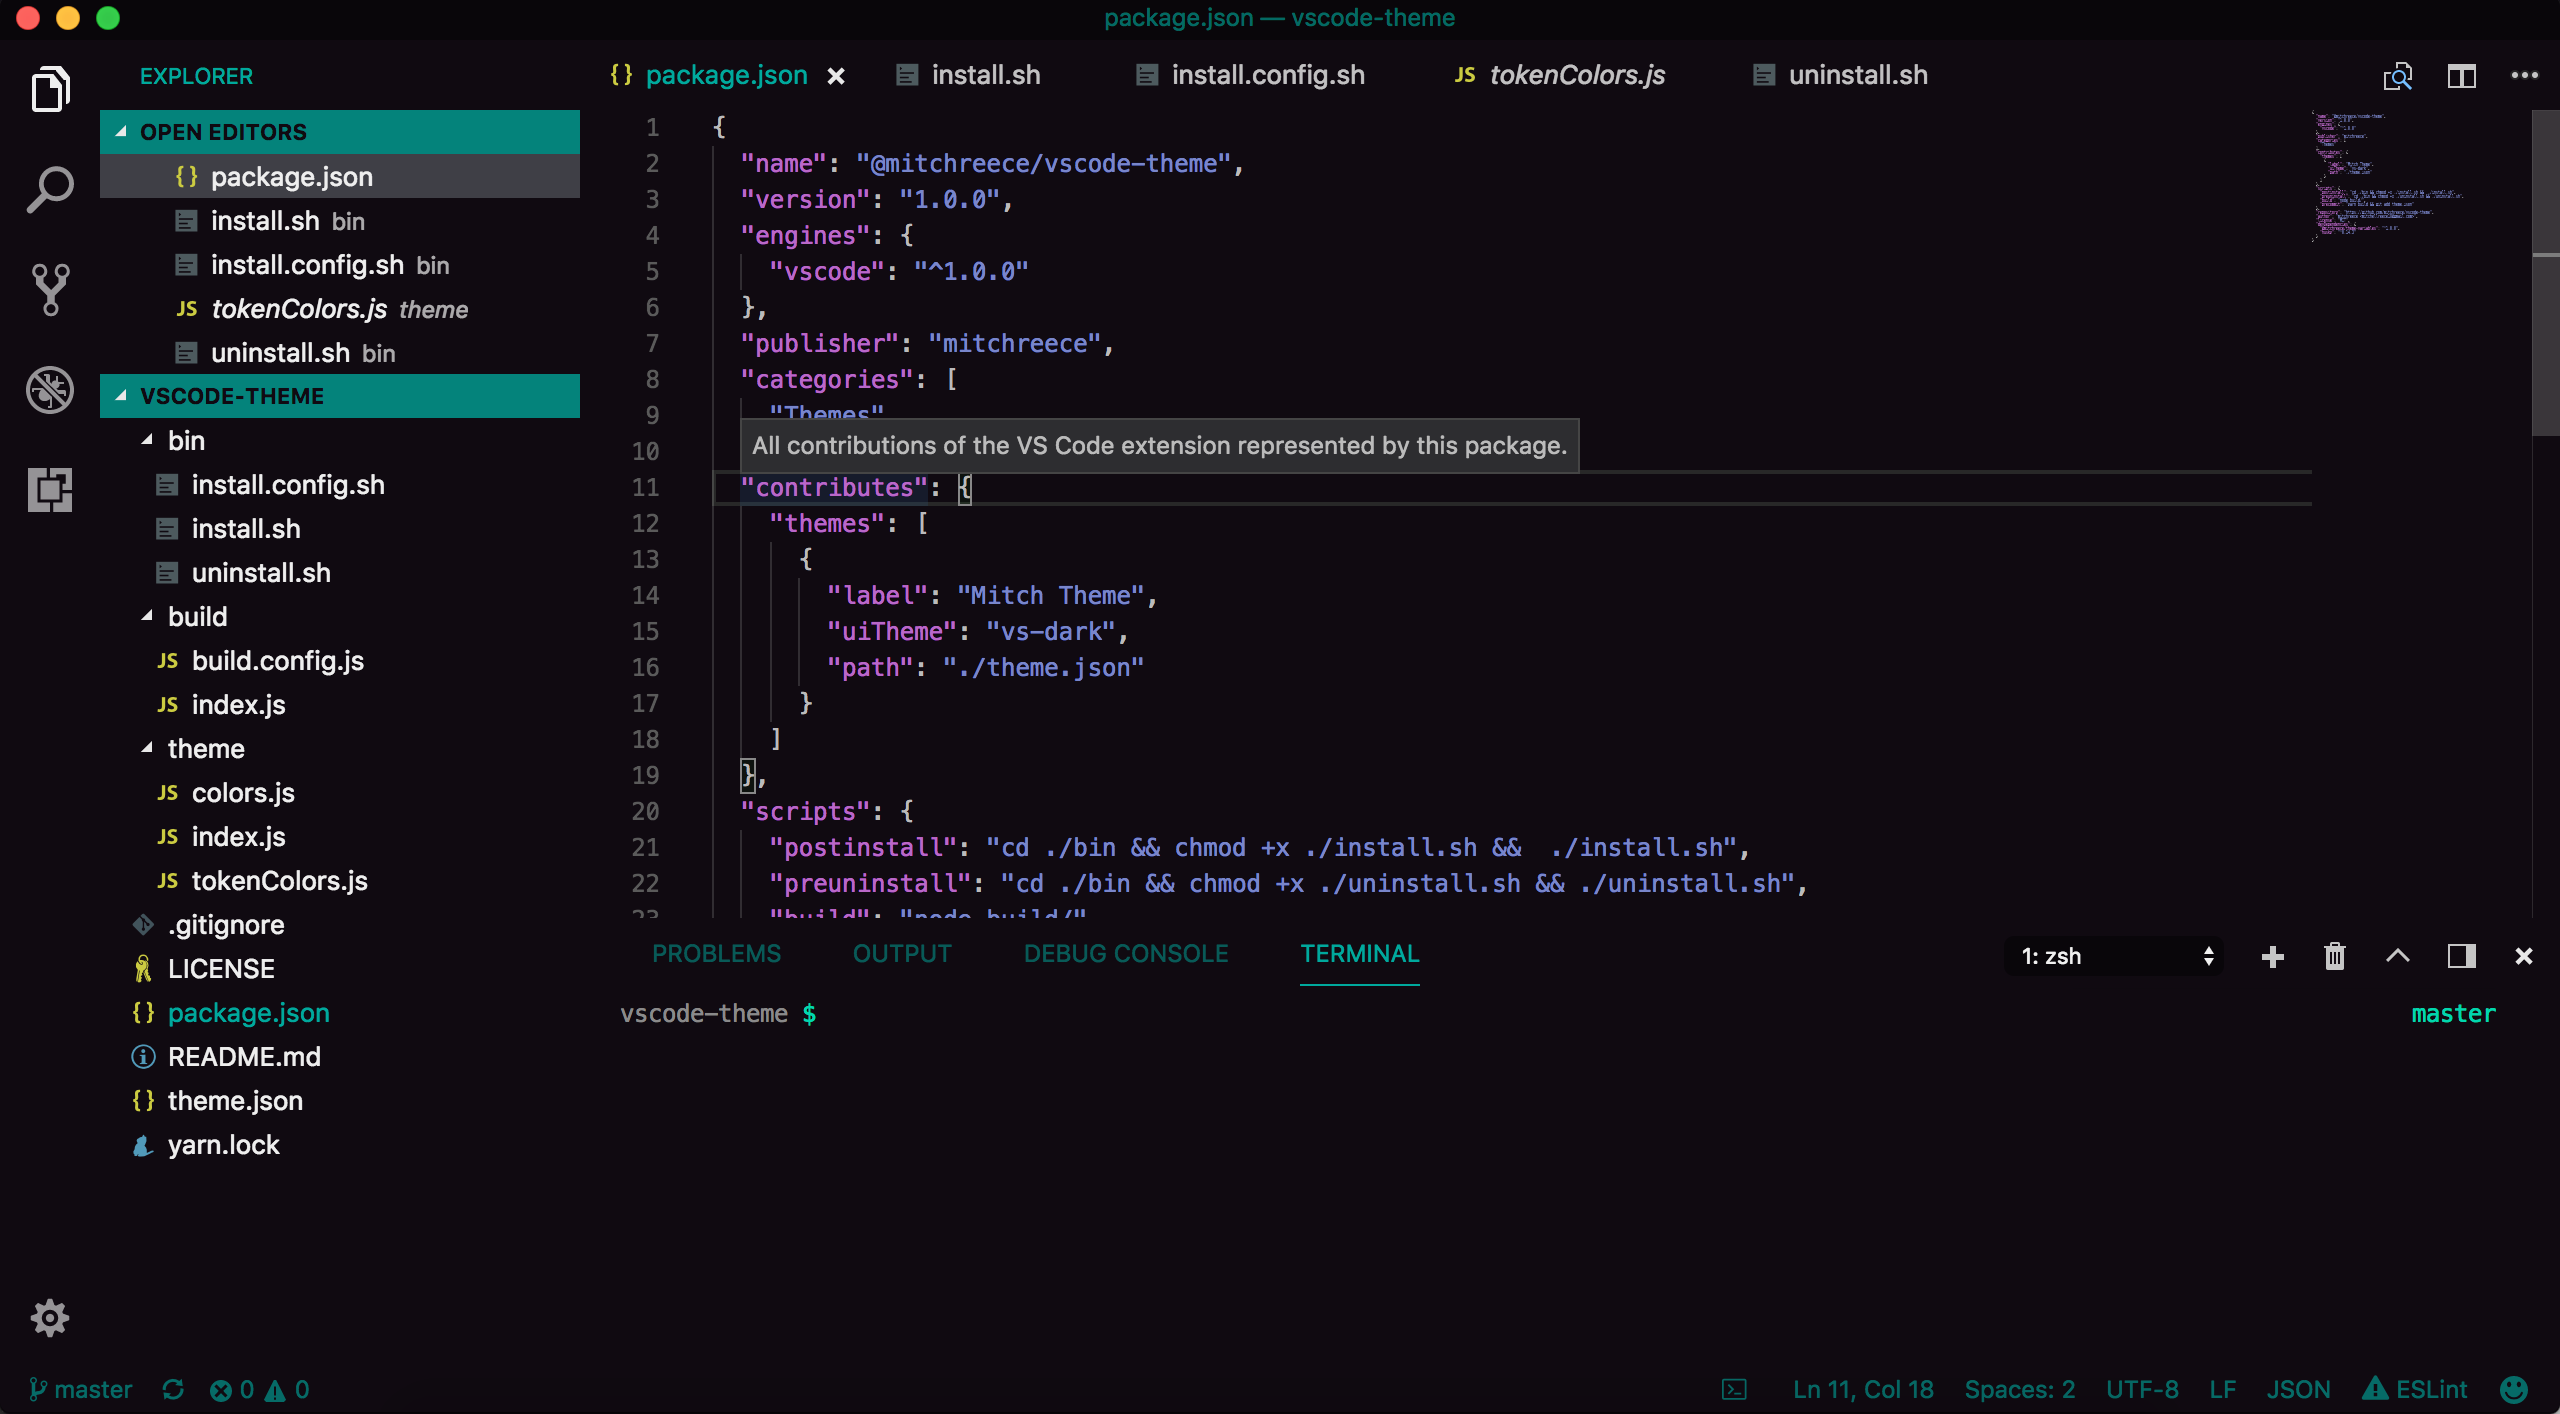 package.json — vscode-theme
EXPLORER
OPEN EDITORS
{} package.json
install.sh bin
install.config.sh bin
JS tokenColors.js theme
uninstall.sh bin
VSCODE-THEME
bin
install.config.sh
install.sh
uninstall.sh
build
JS build.config.js
JS index.js
theme
JS colors.js
JS index.js
JS tokenColors.js
.gitignore
LICENSE
{} package.json
README.md
{} theme.json
yarn.lock
{} package.json install.sh install.config.sh JS tokenColors.js uninstall.sh
1 {
2 "name": "@mitchreece/vscode-theme",
3 "version": "1.0.0",
4 "engines": {
5 "vscode": "^1.0.0"
6 },
7 "publisher": "mitchreece",
8 "categories": [
9 "Themes"
10
All contributions of the VS Code extension represented by this package.
11 "contributes": {
12 "themes": [
13 {
14 "label": "Mitch Theme",
15 "uiTheme": "vs-dark",
16 "path": "./theme.json"
17 }
18 ]
19 },
20 "scripts": {
21 "postinstall": "cd ./bin && chmod +x ./install.sh &&  ./install.sh",
22 "preuninstall": "cd ./bin && chmod +x ./uninstall.sh && ./uninstall.sh",
23 "build": "node build/"
PROBLEMS OUTPUT DEBUG CONSOLE TERMINAL 1: zsh
vscode-theme $ master
master 0 0 Ln 11, Col 18 Spaces: 2 UTF-8 LF JSON ESLint